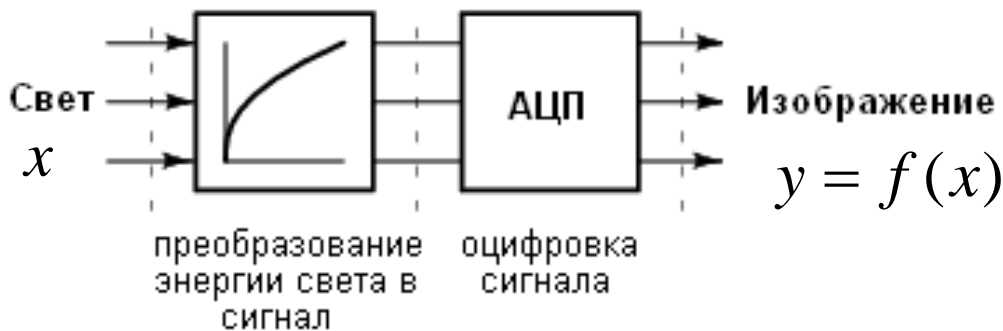 Свет
x
АЦП
Изображение
y = f(x)
преобразование
энергии света в
сигнал
оцифровка
сигнала